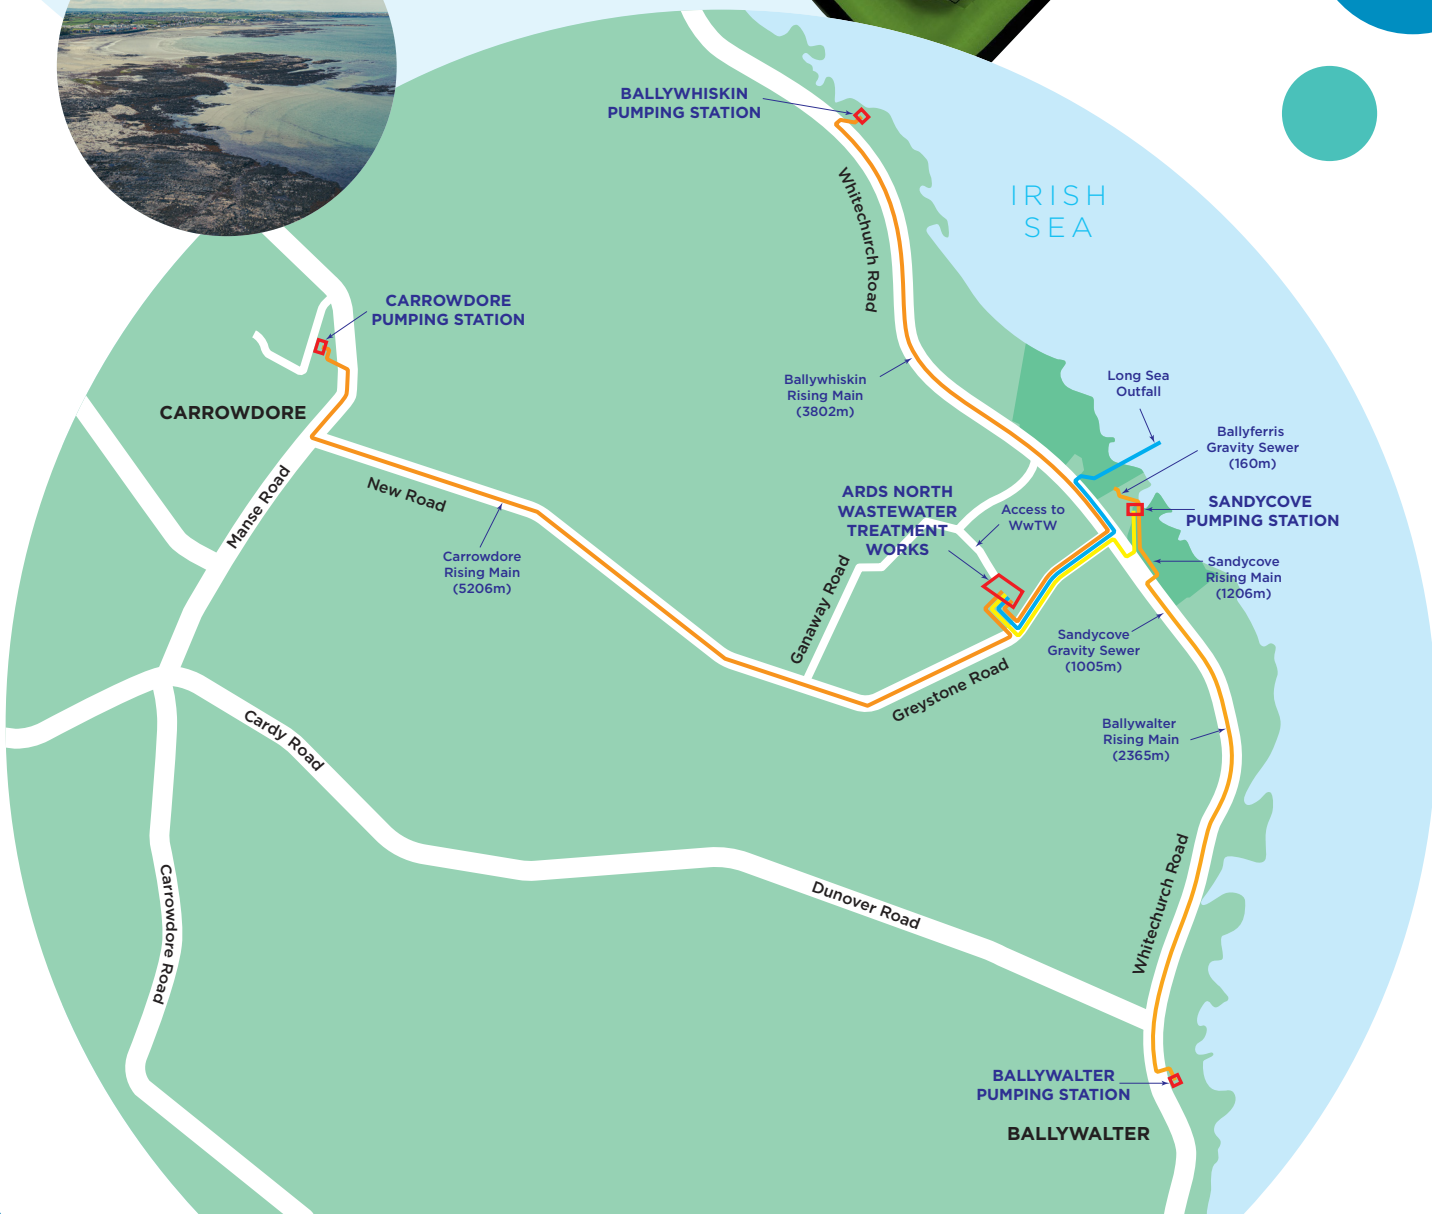 BALLYWHISKIN
PUMPING STATION
IRISH
SEA
Whitechurch Road
CARROWDORE
PUMPING STATION
Ballywhiskin
Rising Main
(3802m)
Long Sea
Outfall
CARROWDORE
Ballyferris
Gravity Sewer
(160m)
Manse Road
New Road
ARDS NORTH
WASTEWATER
TREATMENT
WORKS
Access to
WwTW
SANDYCOVE
PUMPING STATION
Carrowdore
Rising Main
(5206m)
Ganaway Road
Sandycove
Rising Main
(1206m)
Sandycove
Gravity Sewer
(1005m)
Greystone Road
Cardy Road
Ballywalter
Rising Main
(2365m)
Whitechurch Road
Carrowdore Road
Dunover Road
BALLYWALTER
PUMPING STATION
BALLYWALTER